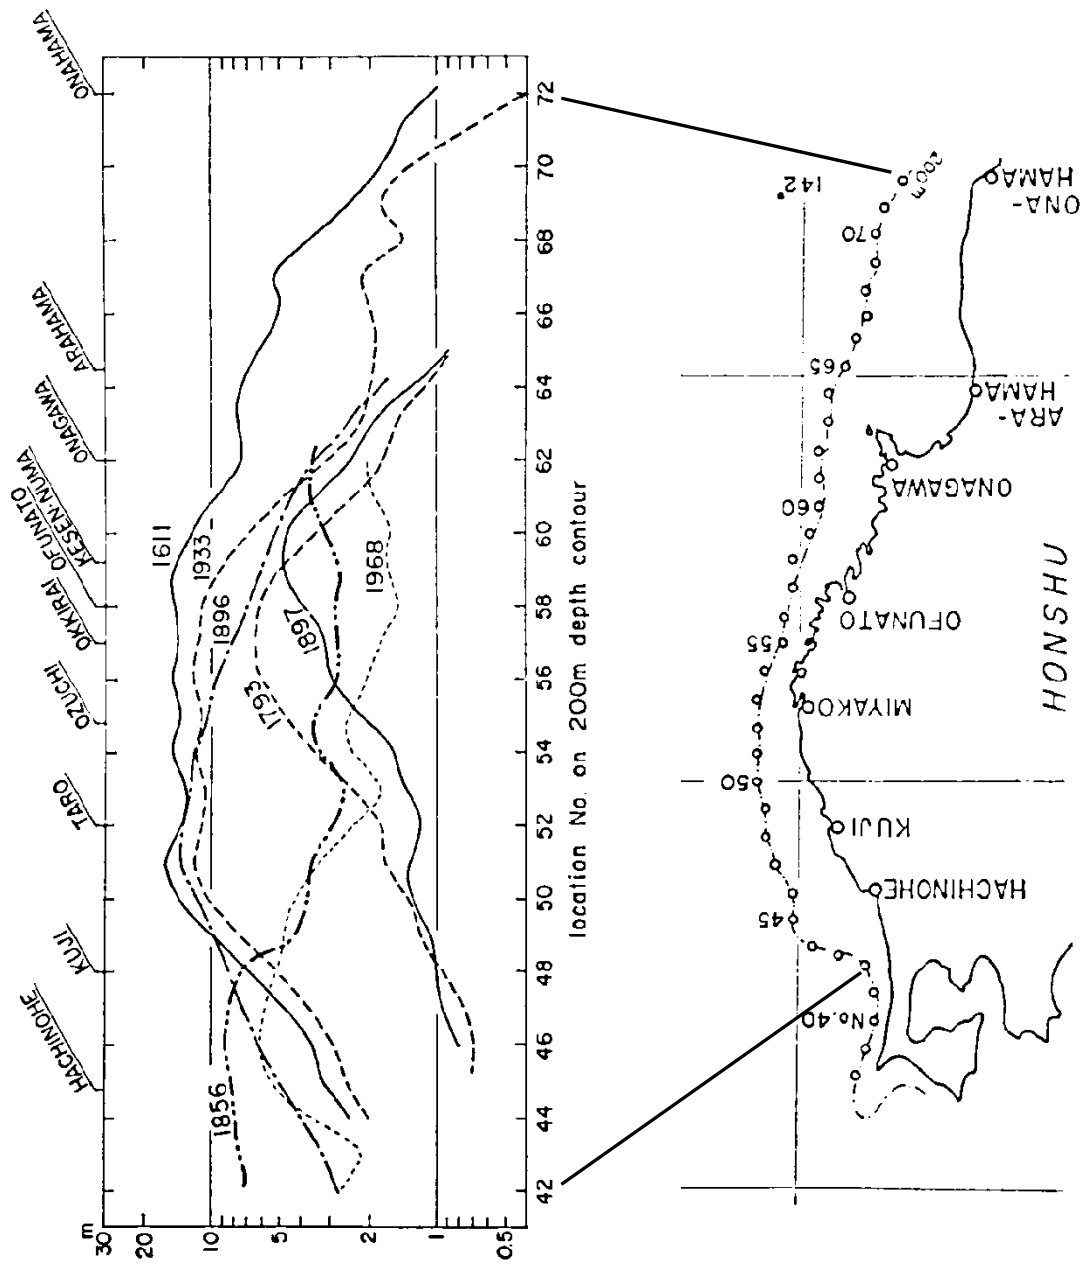 HACHINOHE
KUJI
TARO
OZUCHI
OKKIRAI
OFUNATO
KESEN-NUMA
ONAGAWA
ARAHAMA
ONAHAMA
m
30
20
10
5
2
1
0.5
1611
1933
1896
1793
1897
1968
1856
42
44
46
48
50
52
54
56
58
60
62
64
66
68
70
72
location No. on 200m depth contour
142°
200m
No.40
45
50
55
60
65
70
HACHINOHE
KUJI
MIYAKO
OFUNATO
ONAGAWA
ARA-
HAMA
ONA-
HAMA
HONSHU